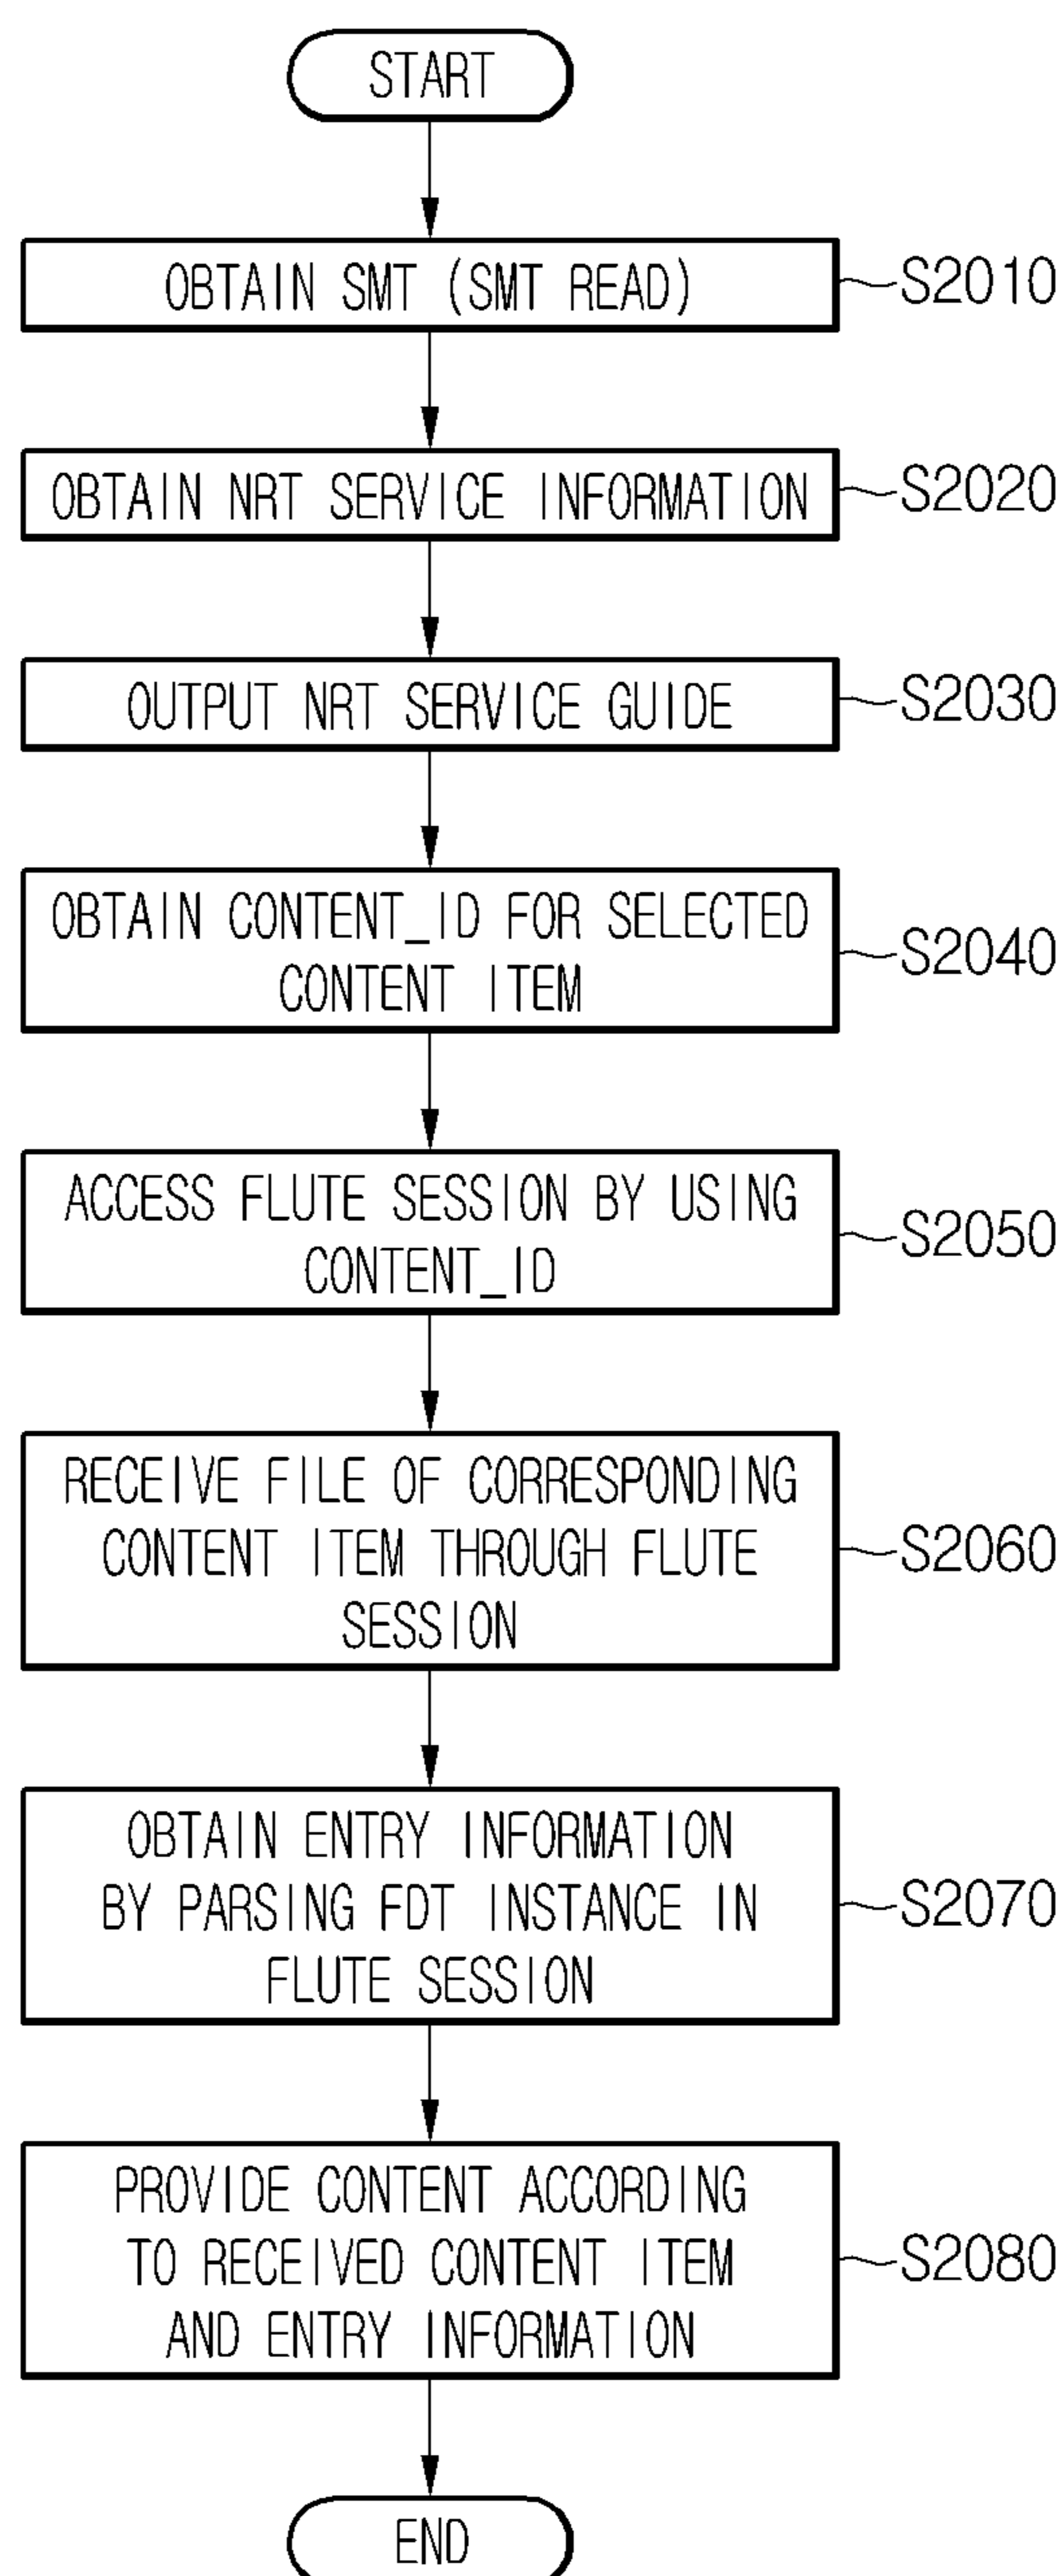 START
OBTAIN SMT (SMT READ)
S2010
OBTAIN NRT SERVICE INFORMATION
S2020
OUTPUT NRT SERVICE GUIDE
S2030
OBTAIN CONTENT_ID FOR SELECTED
CONTENT ITEM
S2040
ACCESS FLUTE SESSION BY USING
CONTENT_ID
S2050
RECEIVE FILE OF CORRESPONDING
CONTENT ITEM THROUGH FLUTE
SESSION
S2060
OBTAIN ENTRY INFORMATION
BY PARSING FDT INSTANCE IN
FLUTE SESSION
S2070
PROVIDE CONTENT ACCORDING
TO RECEIVED CONTENT ITEM
AND ENTRY INFORMATION
S2080
END